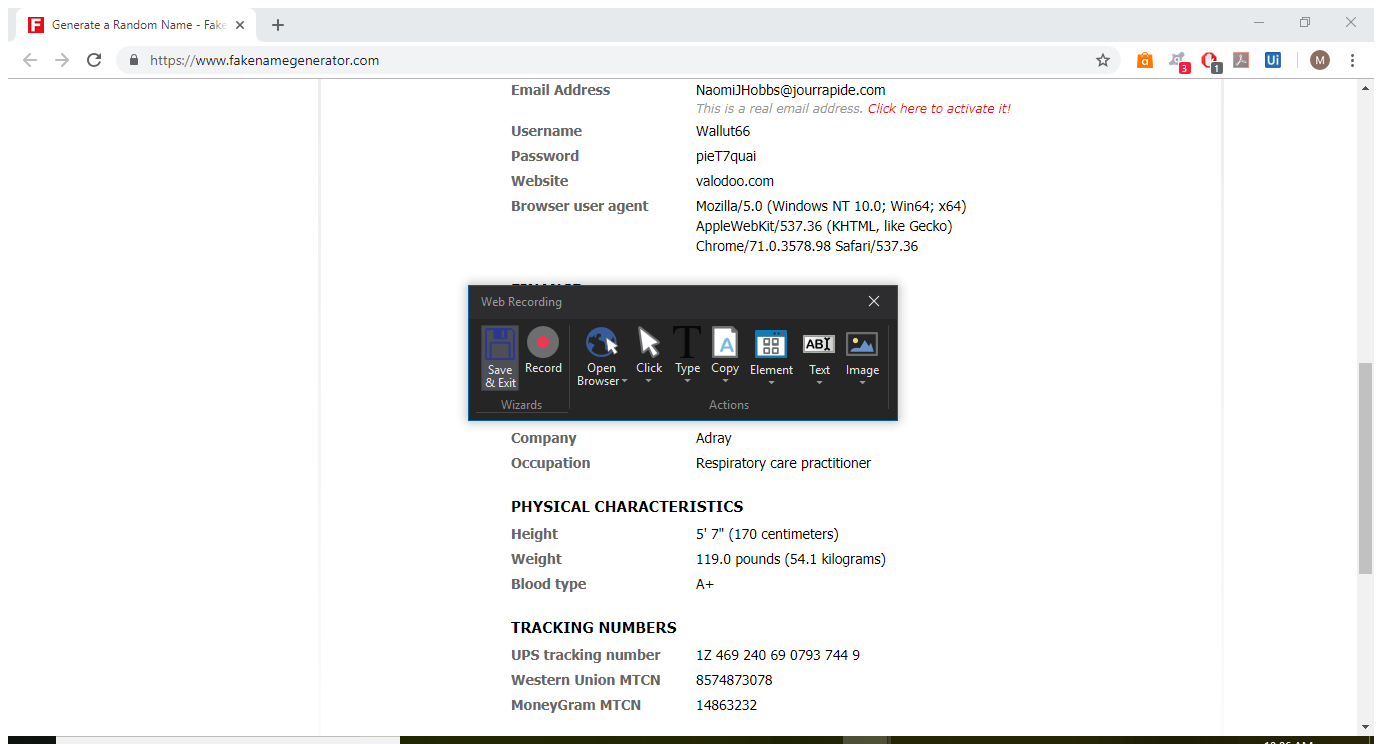 Generate a Random Name - Fake
https://www.fakenamegenerator.com
3
1
Ui
M
Email Address NaomiJHobbs@jourrapide.com
This is a real email address. Click here to activate it!
Username Wallut66
Password pieT7quai
Website valodoo.com
Browser user agent Mozilla/5.0 (Windows NT 10.0; Win64; x64)
AppleWebKit/537.36 (KHTML, like Gecko)
Chrome/71.0.3578.98 Safari/537.36
Web Recording
Save & Exit
Record
Open Browser
Click
Type
Copy
Element
Text
Image
Wizards Actions
Company Adray
Occupation Respiratory care practitioner
PHYSICAL CHARACTERISTICS
Height 5' 7" (170 centimeters)
Weight 119.0 pounds (54.1 kilograms)
Blood type A+
TRACKING NUMBERS
UPS tracking number 1Z 469 240 69 0793 744 9
Western Union MTCN 8574873078
MoneyGram MTCN 14863232